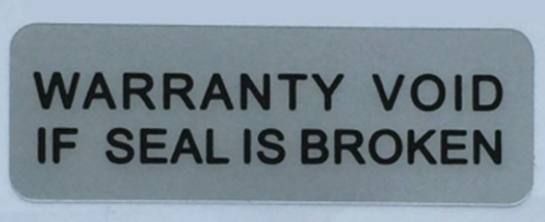 WARRANTY VOID
IF SEAL IS BROKEN